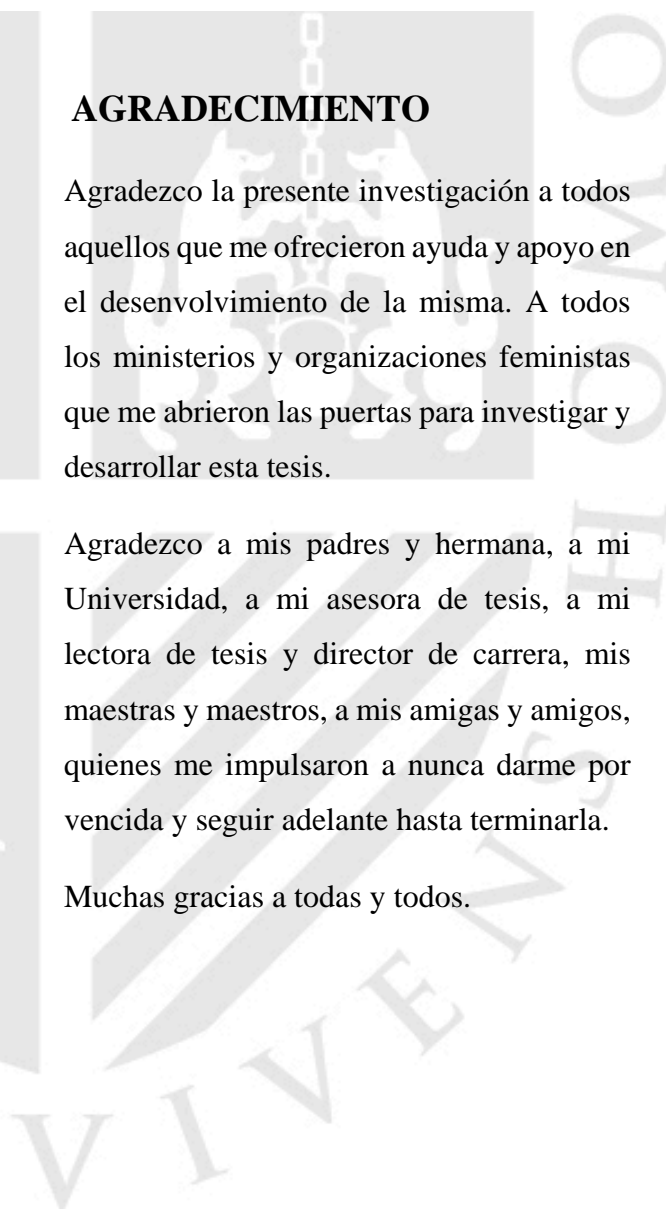 AGRADECIMIENTO
Agradezco la presente investigación a todos
aquellos que me ofrecieron ayuda y apoyo en
el desenvolvimiento de la misma. A todos
los ministerios y organizaciones feministas
que me abrieron las puertas para investigar y
desarrollar esta tesis.
Agradezco a mis padres y hermana, a mi
Universidad, a mi asesora de tesis, a mi
lectora de tesis y director de carrera, mis
maestras y maestros, a mis amigas y amigos,
quienes me impulsaron a nunca darme por
vencida y seguir adelante hasta terminarla.
Muchas gracias a todas y todos.
VIVENS HOMO